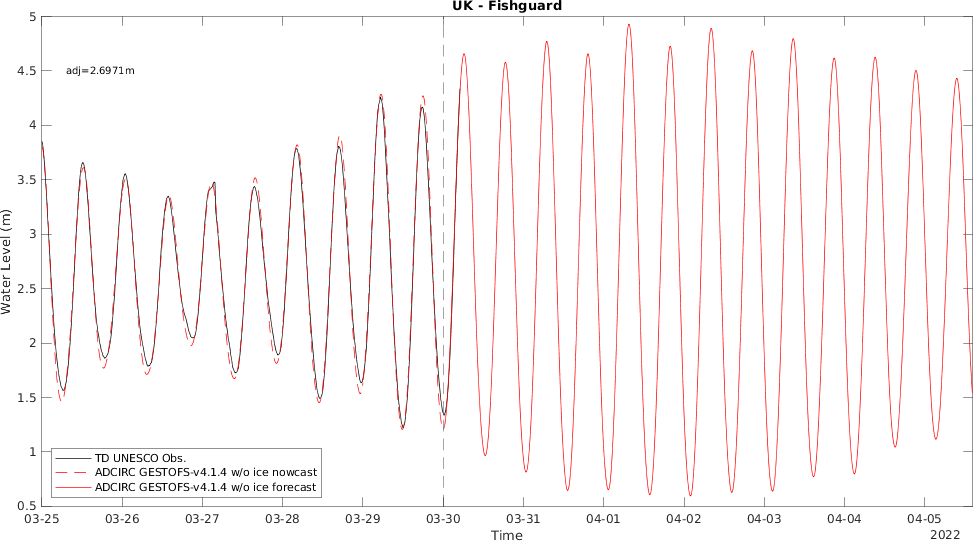 UK - Fishguard
5
4.5
4
3.5
3
2.5
2
1.5
1
0.5
Water Level (m)
adj=2.6971m
TD UNESCO Obs.
ADCIRC GESTOFS-v4.1.4 w/o ice nowcast
ADCIRC GESTOFS-v4.1.4 w/o ice forecast
03-25 03-26 03-27 03-28 03-29 03-30 03-31 04-01 04-02 04-03 04-04 04-05
Time
2022